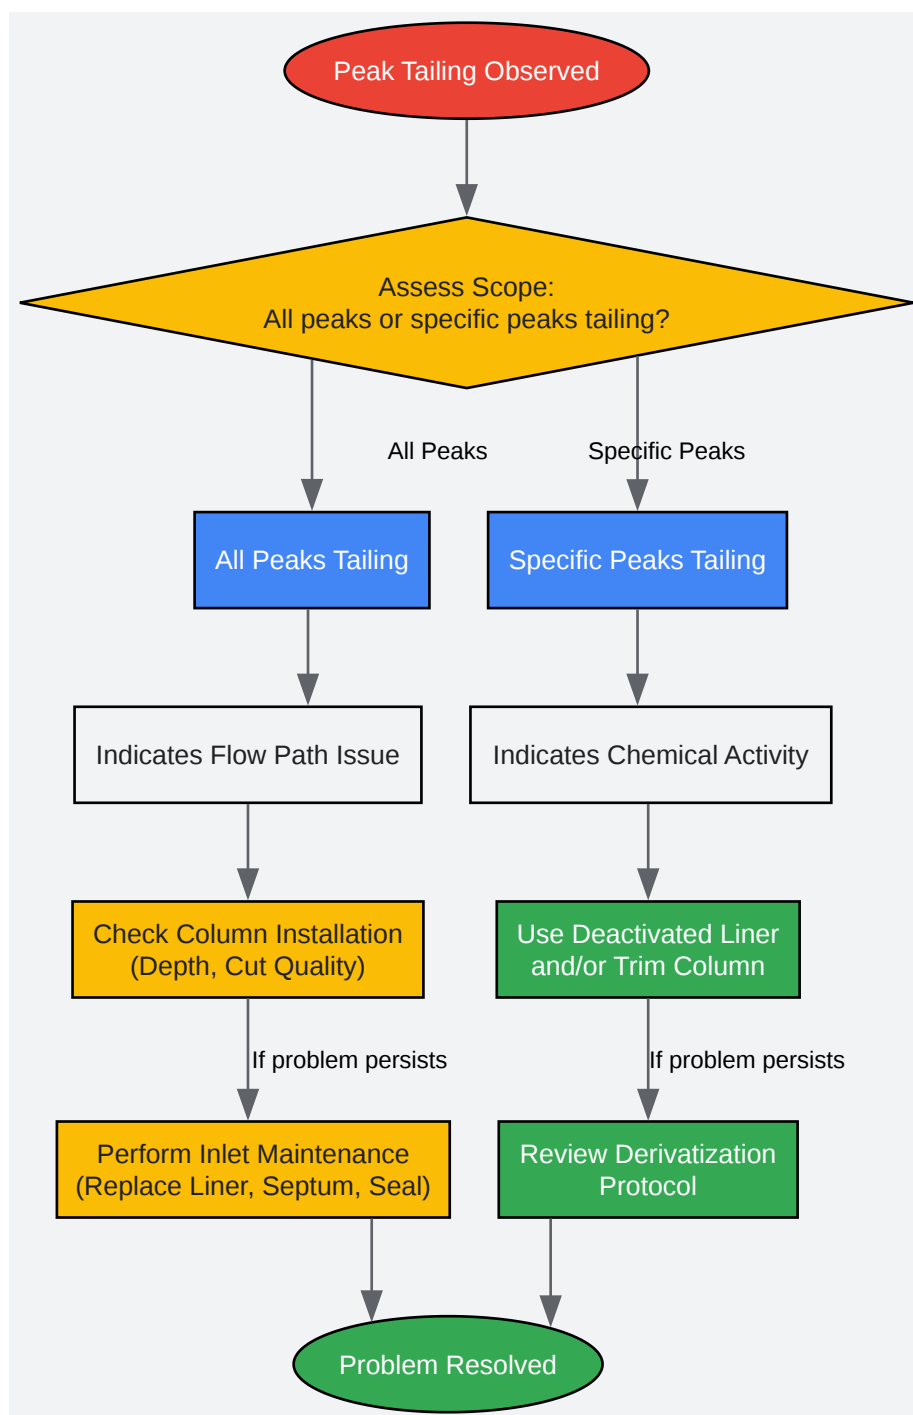 Peak Tailing Observed
Assess Scope:
All peaks or specific peaks tailing?
All Peaks
Specific Peaks
All Peaks Tailing
Specific Peaks Tailing
Indicates Flow Path Issue
Indicates Chemical Activity
Check Column Installation
(Depth, Cut Quality)
Use Deactivated Liner
and/or Trim Column
If problem persists
If problem persists
Perform Inlet Maintenance
(Replace Liner, Septum, Seal)
Review Derivatization
Protocol
Problem Resolved